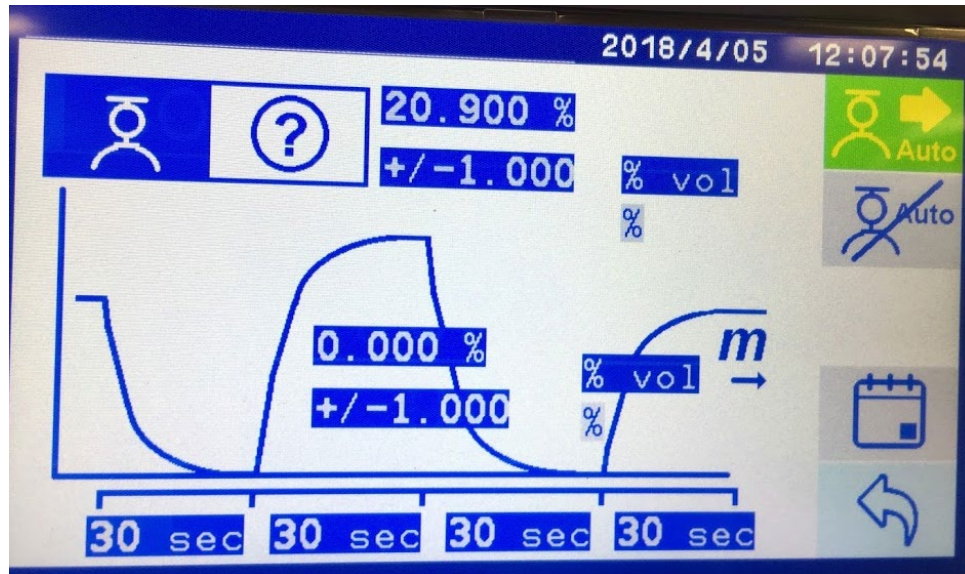 2018/4/05 12:07:54
?
20.900 %
+/-1.000
% vol
%
Auto
Auto
0.000 %
+/-1.000
% vol
%
m
30 sec 30 sec 30 sec 30 sec